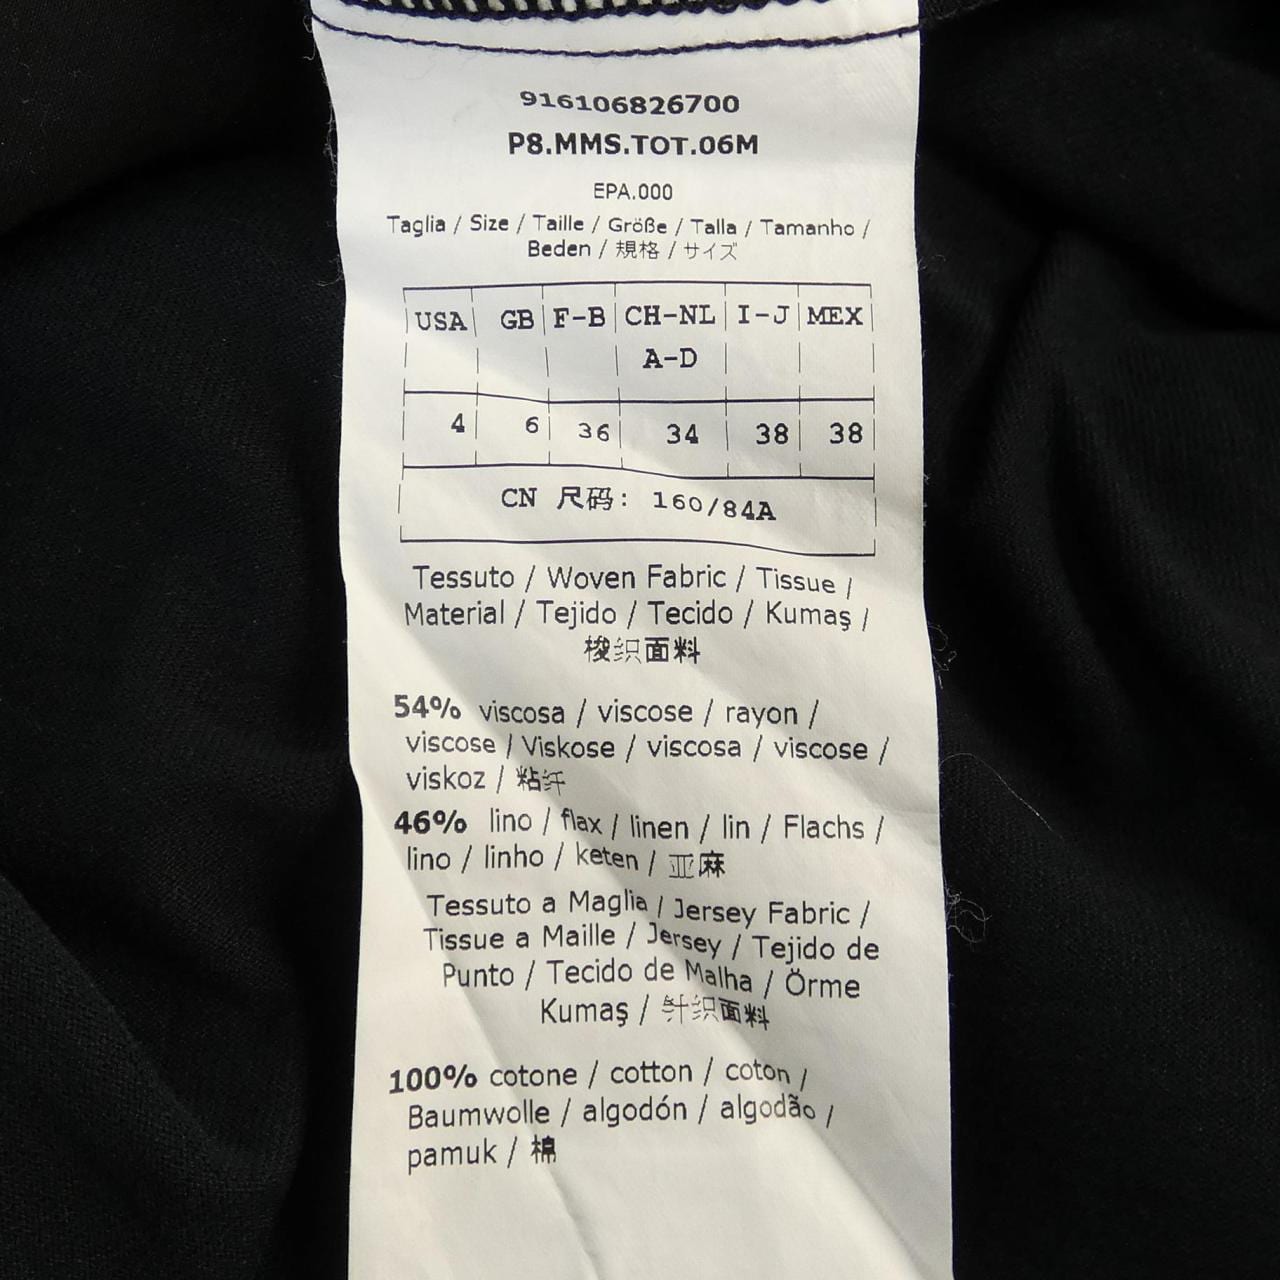 916106826700
P8.MMS.TOT.06M
EPA.000
Taglia / Size / Taille / Größe / Talla / Tamanho /
Beden / 規格 / サイズ
USA GB F-B CH-NL I-J MEX
A-D
4 6 36 34 38 38
CN 尺码: 160/84A
Tessuto / Woven Fabric / Tissue /
Material / Tejido / Tecido / Kumaş /
梭织面料
54% viscosa / viscose / rayon /
viscose / Viskose / viscosa / viscose /
viskoz / 粘纤
46% lino / flax / linen / lin / Flachs /
lino / linho / keten / 亚麻
Tessuto a Maglia / Jersey Fabric /
Tissue a Maille / Jersey / Tejido de
Punto / Tecido de Malha / Örme
Kumaş / 针织面料
100% cotone / cotton / coton /
Baumwolle / algodón / algodão /
pamuk / 棉